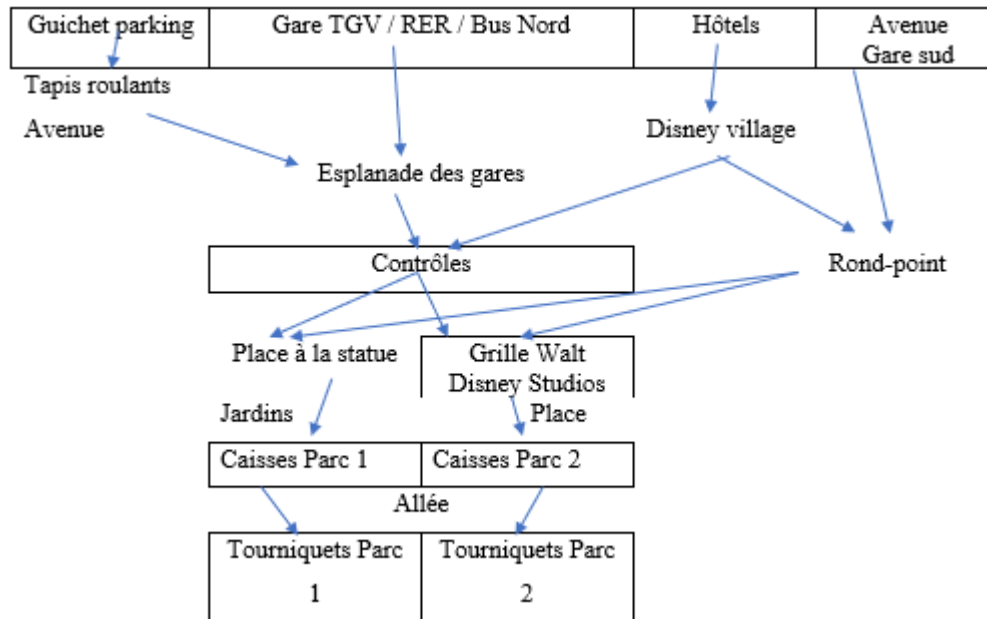 Guichet parking
Gare TGV / RER / Bus Nord
Hôtels
Avenue
Gare sud
Tapis roulants
Avenue
Disney village
Esplanade des gares
Contrôles
Rond-point
Place à la statue
Grille Walt
Disney Studios
Jardins
Place
Caisses Parc 1
Caisses Parc 2
Allée
Tourniquets Parc
1
Tourniquets Parc
2